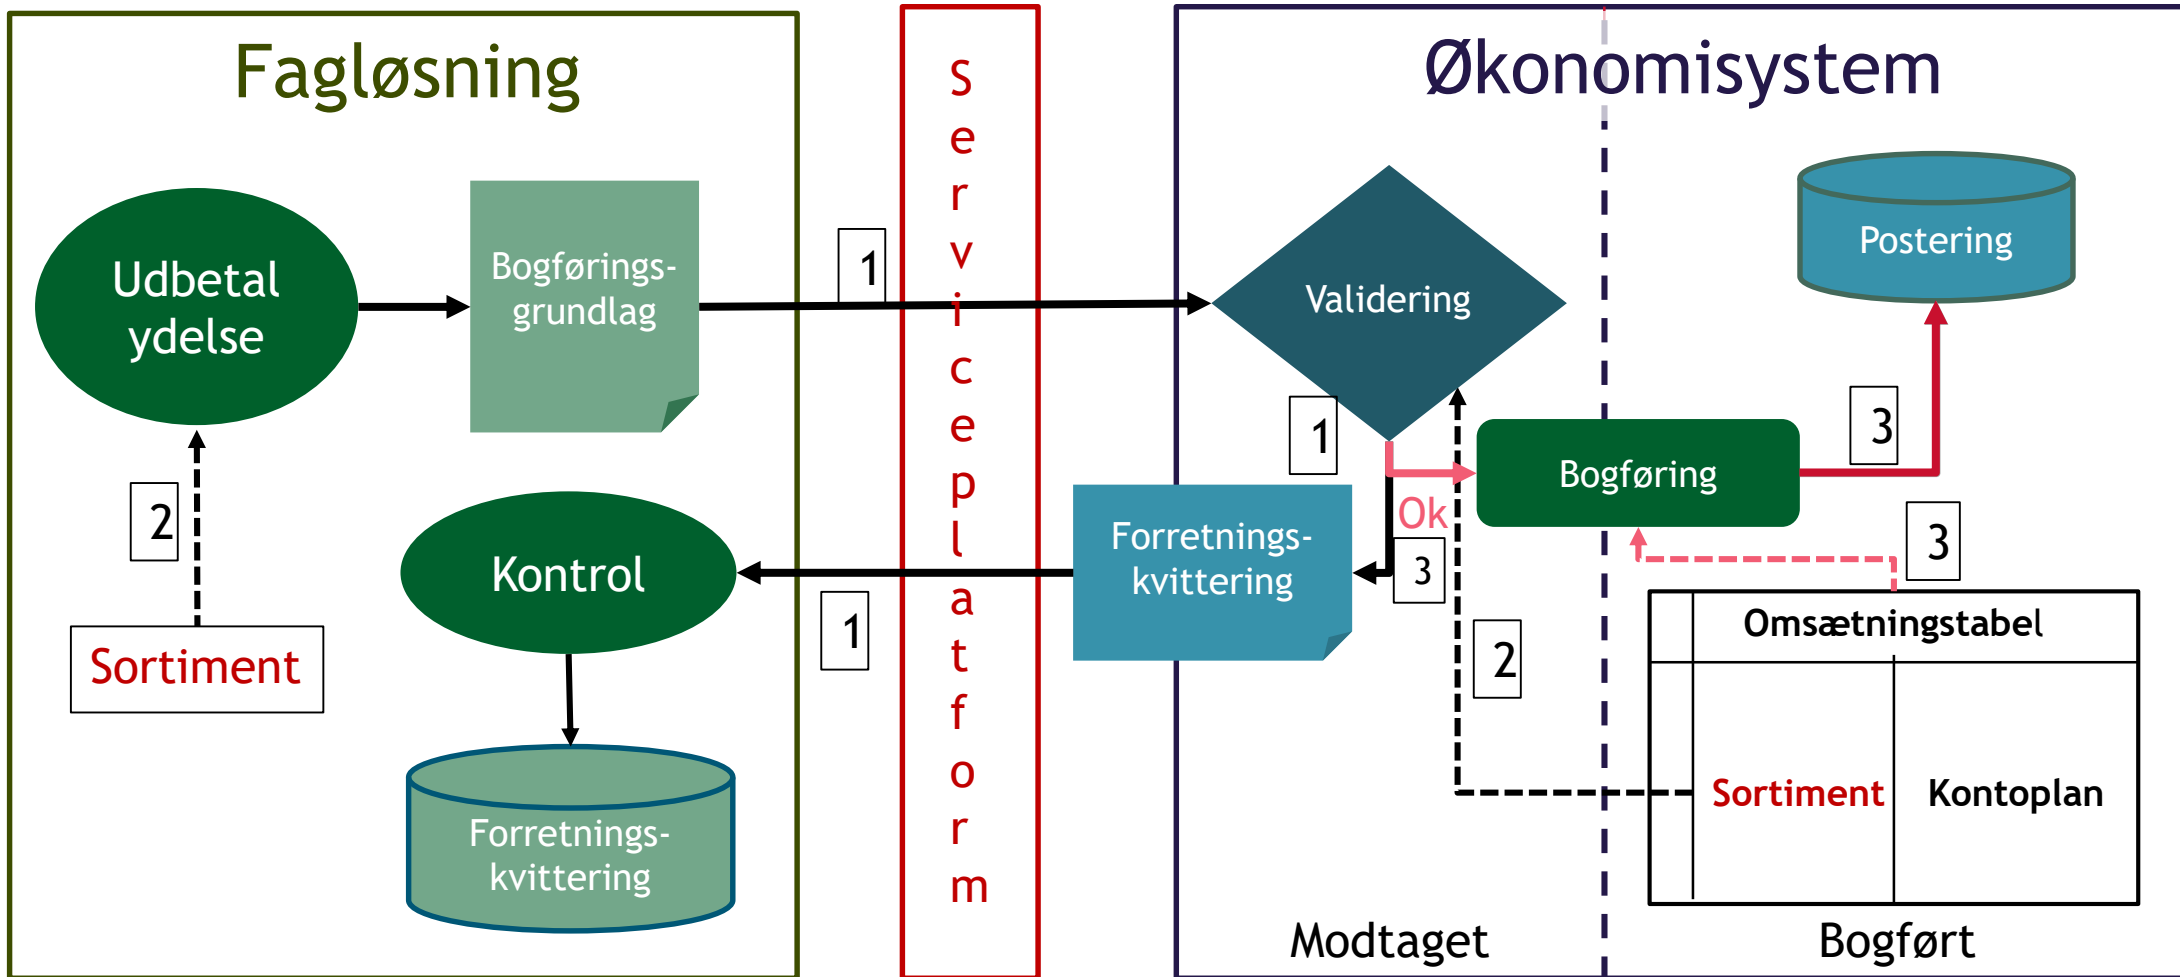 Fagløsning
Udbetal
ydelse
Bogførings-
grundlag
2
Sortiment
Kontrol
Forretnings-
kvittering
1
1
Serviceplatform
Økonomisystem
Validering
1
Ok
3
Forretnings-
kvittering
2
Bogføring
3
Postering
3
Omsætningstabel
Sortiment
Kontoplan
Modtaget
Bogført